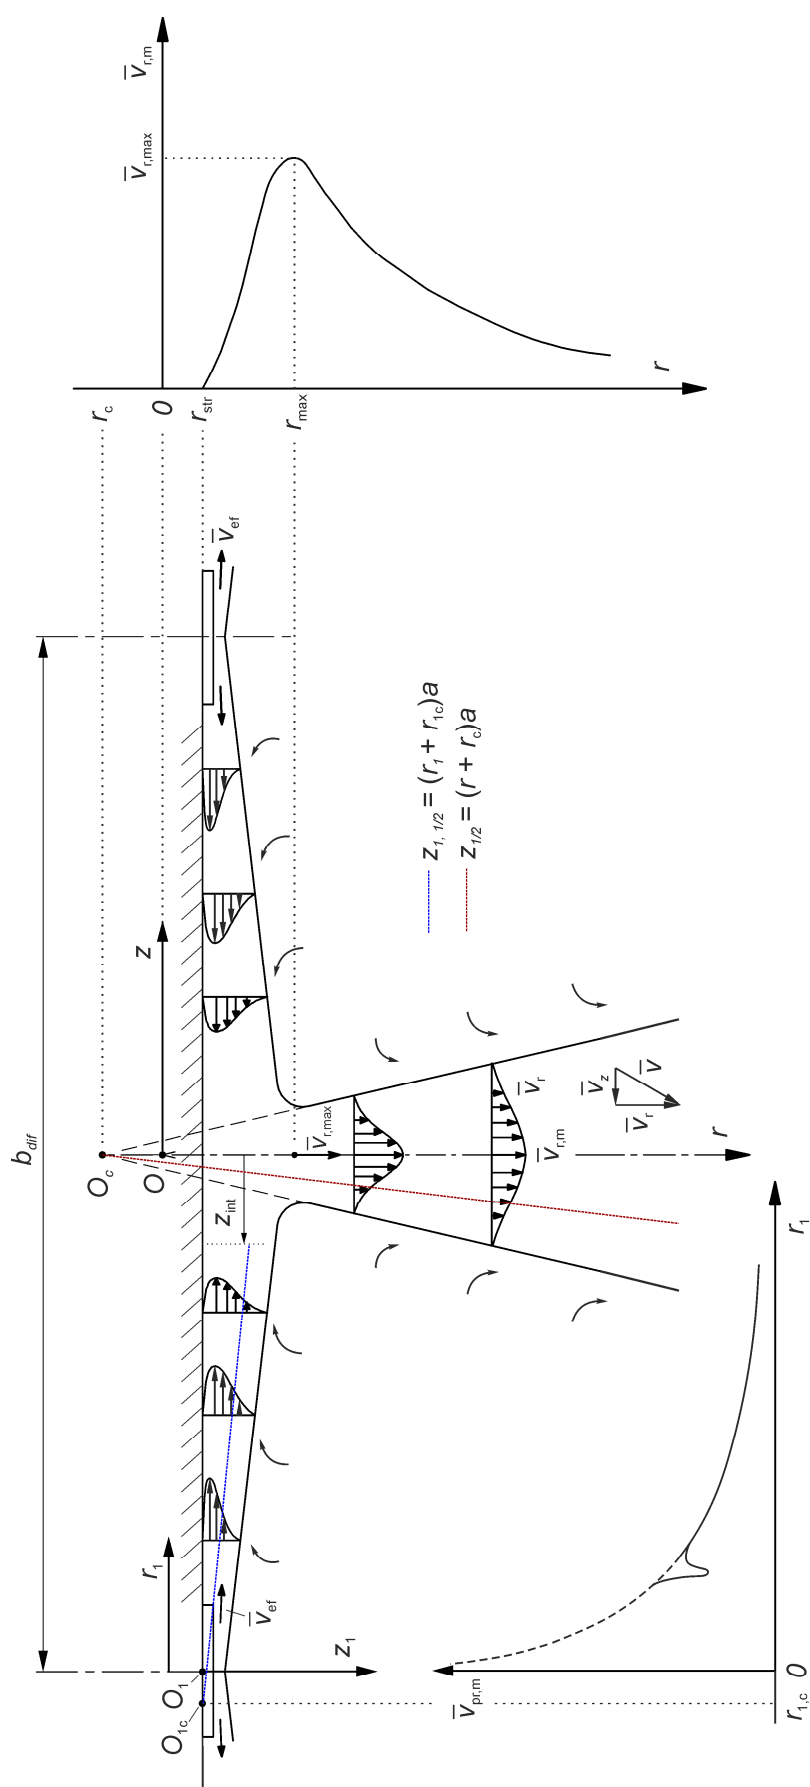 v̄r,m
v̄r,max
rc
0
rstr
rmax
r
v̄ef
bdif
z
Oc
O
zint
v̄r,max
z1, 1/2 = (r1 + r1c)a
z1/2 = (r + rc)a
v̄r
v̄r,m
v̄z
v̄r
v̄
r
r1
r1
v̄ef
z1
O1
O1c
v̄pr,m
r1,c
0